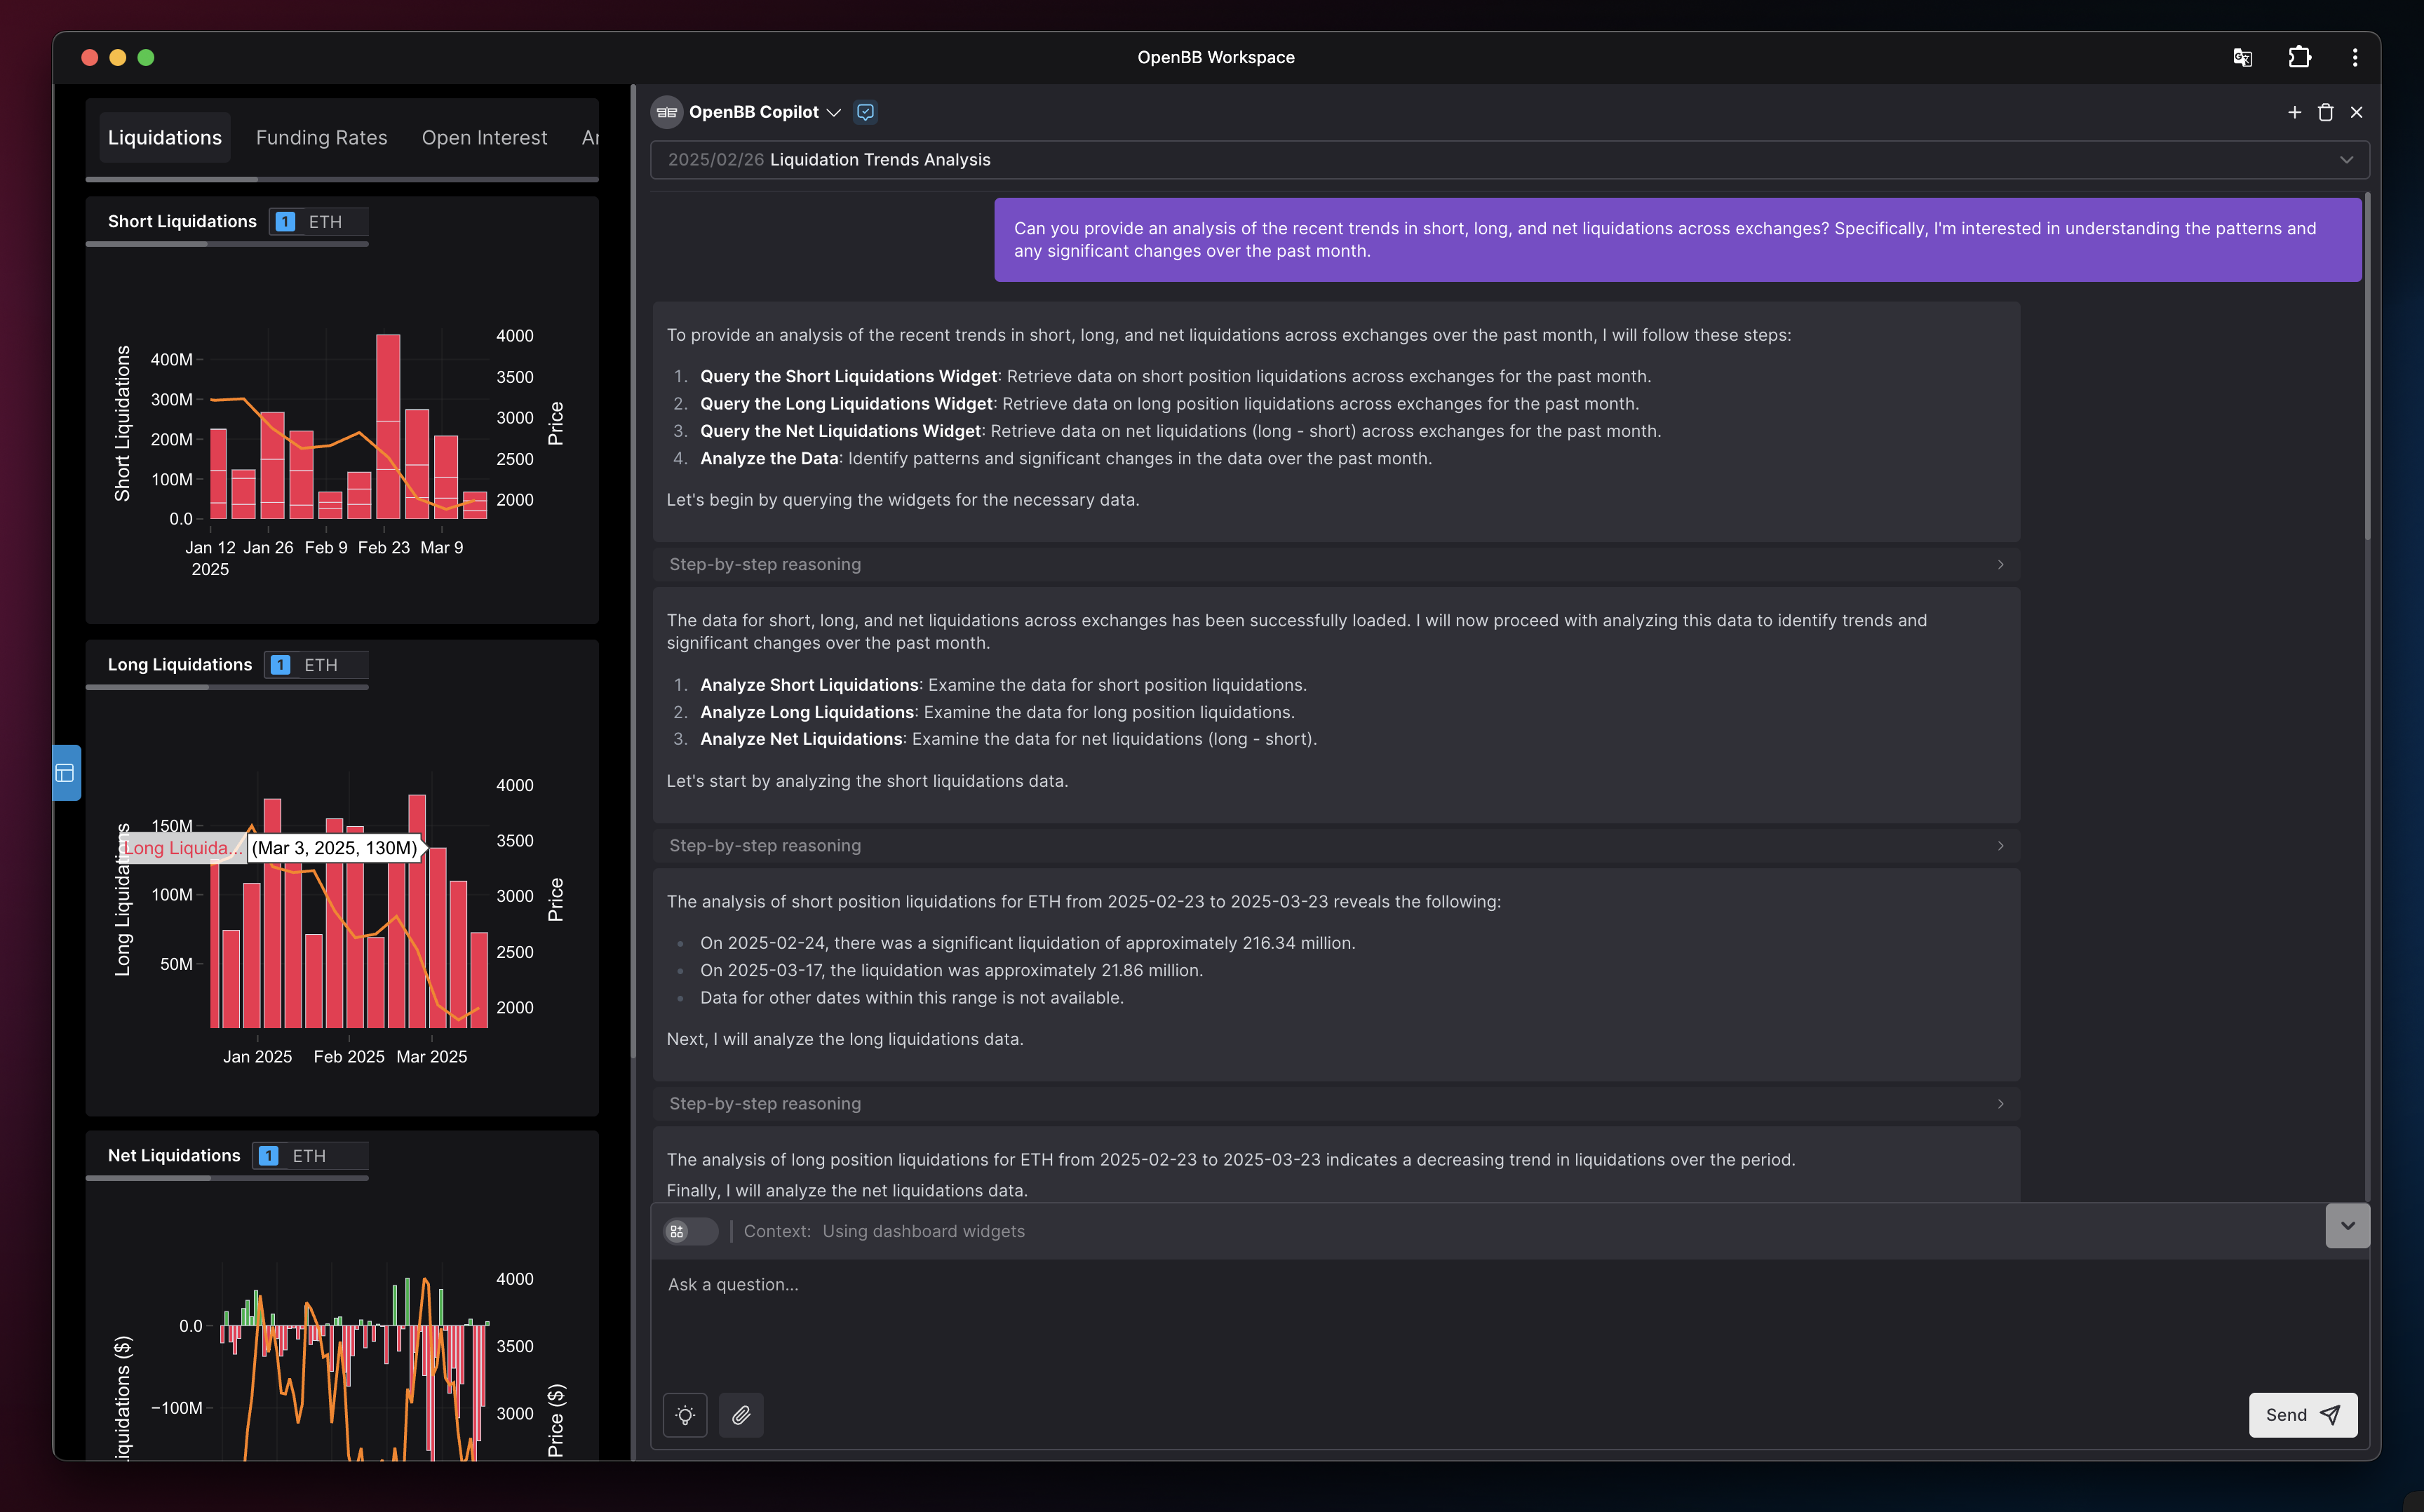 OpenBB Workspace
Liquidations Funding Rates Open Interest
Short Liquidations 1 ETH
Short Liquidations
400M
300M
200M
100M
0.0
4000
3500
3000
2500
2000
Price
Jan 12 Jan 26 Feb 9 Feb 23 Mar 9
2025
Long Liquidations 1 ETH
Long Liquidations
150M
100M
50M
Long Liquida... (Mar 3, 2025, 130M)
4000
3500
3000
2500
2000
Price
Jan 2025 Feb 2025 Mar 2025
Net Liquidations 1 ETH
0.0
−100M
4000
3500
3000
Price ($)
OpenBB Copilot
2025/02/26 Liquidation Trends Analysis
Can you provide an analysis of the recent trends in short, long, and net liquidations across exchanges? Specifically, I'm interested in understanding the patterns and
any significant changes over the past month.
To provide an analysis of the recent trends in short, long, and net liquidations across exchanges over the past month, I will follow these steps:
1. Query the Short Liquidations Widget: Retrieve data on short position liquidations across exchanges for the past month.
2. Query the Long Liquidations Widget: Retrieve data on long position liquidations across exchanges for the past month.
3. Query the Net Liquidations Widget: Retrieve data on net liquidations (long - short) across exchanges for the past month.
4. Analyze the Data: Identify patterns and significant changes in the data over the past month.
Let's begin by querying the widgets for the necessary data.
Step-by-step reasoning
The data for short, long, and net liquidations across exchanges has been successfully loaded. I will now proceed with analyzing this data to identify trends and
significant changes over the past month.
1. Analyze Short Liquidations: Examine the data for short position liquidations.
2. Analyze Long Liquidations: Examine the data for long position liquidations.
3. Analyze Net Liquidations: Examine the data for net liquidations (long - short).
Let's start by analyzing the short liquidations data.
Step-by-step reasoning
The analysis of short position liquidations for ETH from 2025-02-23 to 2025-03-23 reveals the following:
On 2025-02-24, there was a significant liquidation of approximately 216.34 million.
On 2025-03-17, the liquidation was approximately 21.86 million.
Data for other dates within this range is not available.
Next, I will analyze the long liquidations data.
Step-by-step reasoning
The analysis of long position liquidations for ETH from 2025-02-23 to 2025-03-23 indicates a decreasing trend in liquidations over the period.
Finally, I will analyze the net liquidations data.
Context: Using dashboard widgets
Ask a question...
Send